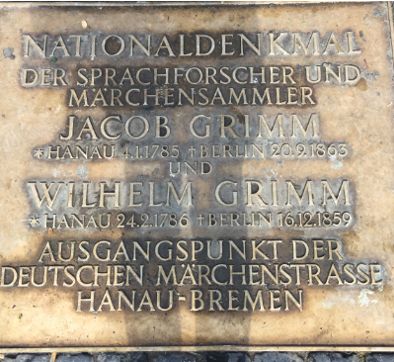 NATIONALDENKMAL
DER SPRACHFORSCHER UND
MÄRCHENSAMMLER
JACOB GRIMM
*HANAU 4.1.1785 ✝BERLIN 20.9.1863
UND
WILHELM GRIMM
*HANAU 24.2.1786 ✝BERLIN 16.12.1859
AUSGANGSPUNKT DER
DEUTSCHEN MÄRCHENSTRASSE
HANAU-BREMEN